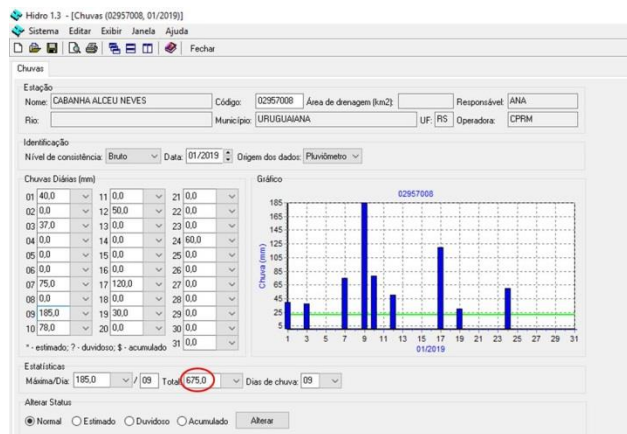 Hidro 1.3 - [Chuvas (02957008, 01/2019)]
Sistema Editar Exibir Janela Ajuda
Fechar
Chuvas
Estação
Nome: CABANHA ALCEU NEVES Código: 02957008 Área de drenagem (km2): Responsável: ANA
Rio: Município: URUGUAIANA UF: RS Operadora: CPRM
Identificação
Nível de consistência: Bruto Data: 01/2019 Origem dos dados: Pluviômetro
Chuvas Diárias (mm)
01 40,0 11 0,0 21 0,0
02 0,0 12 50,0 22 0,0
03 37,0 13 0,0 23 0,0
04 0,0 14 0,0 24 60,0
05 0,0 15 0,0 25 0,0
06 0,0 16 0,0 26 0,0
07 75,0 17 120,0 27 0,0
08 0,0 18 0,0 28 0,0
09 185,0 19 30,0 29 0,0
10 78,0 20 0,0 30 0,0
* - estimado; ? - duvidoso; $ - acumulado 31 0,0
Gráfico
02957008
Chuva (mm)
185
165
145
125
105
85
65
45
25
5
1 3 5 7 9 11 13 15 17 19 21 23 25 27 29 31
01/2019
Estatísticas
Máxima/Dia: 185,0 / 09 Total: 675,0 Dias de chuva: 09
Alterar Status
Normal Estimado Duvidoso Acumulado Alterar